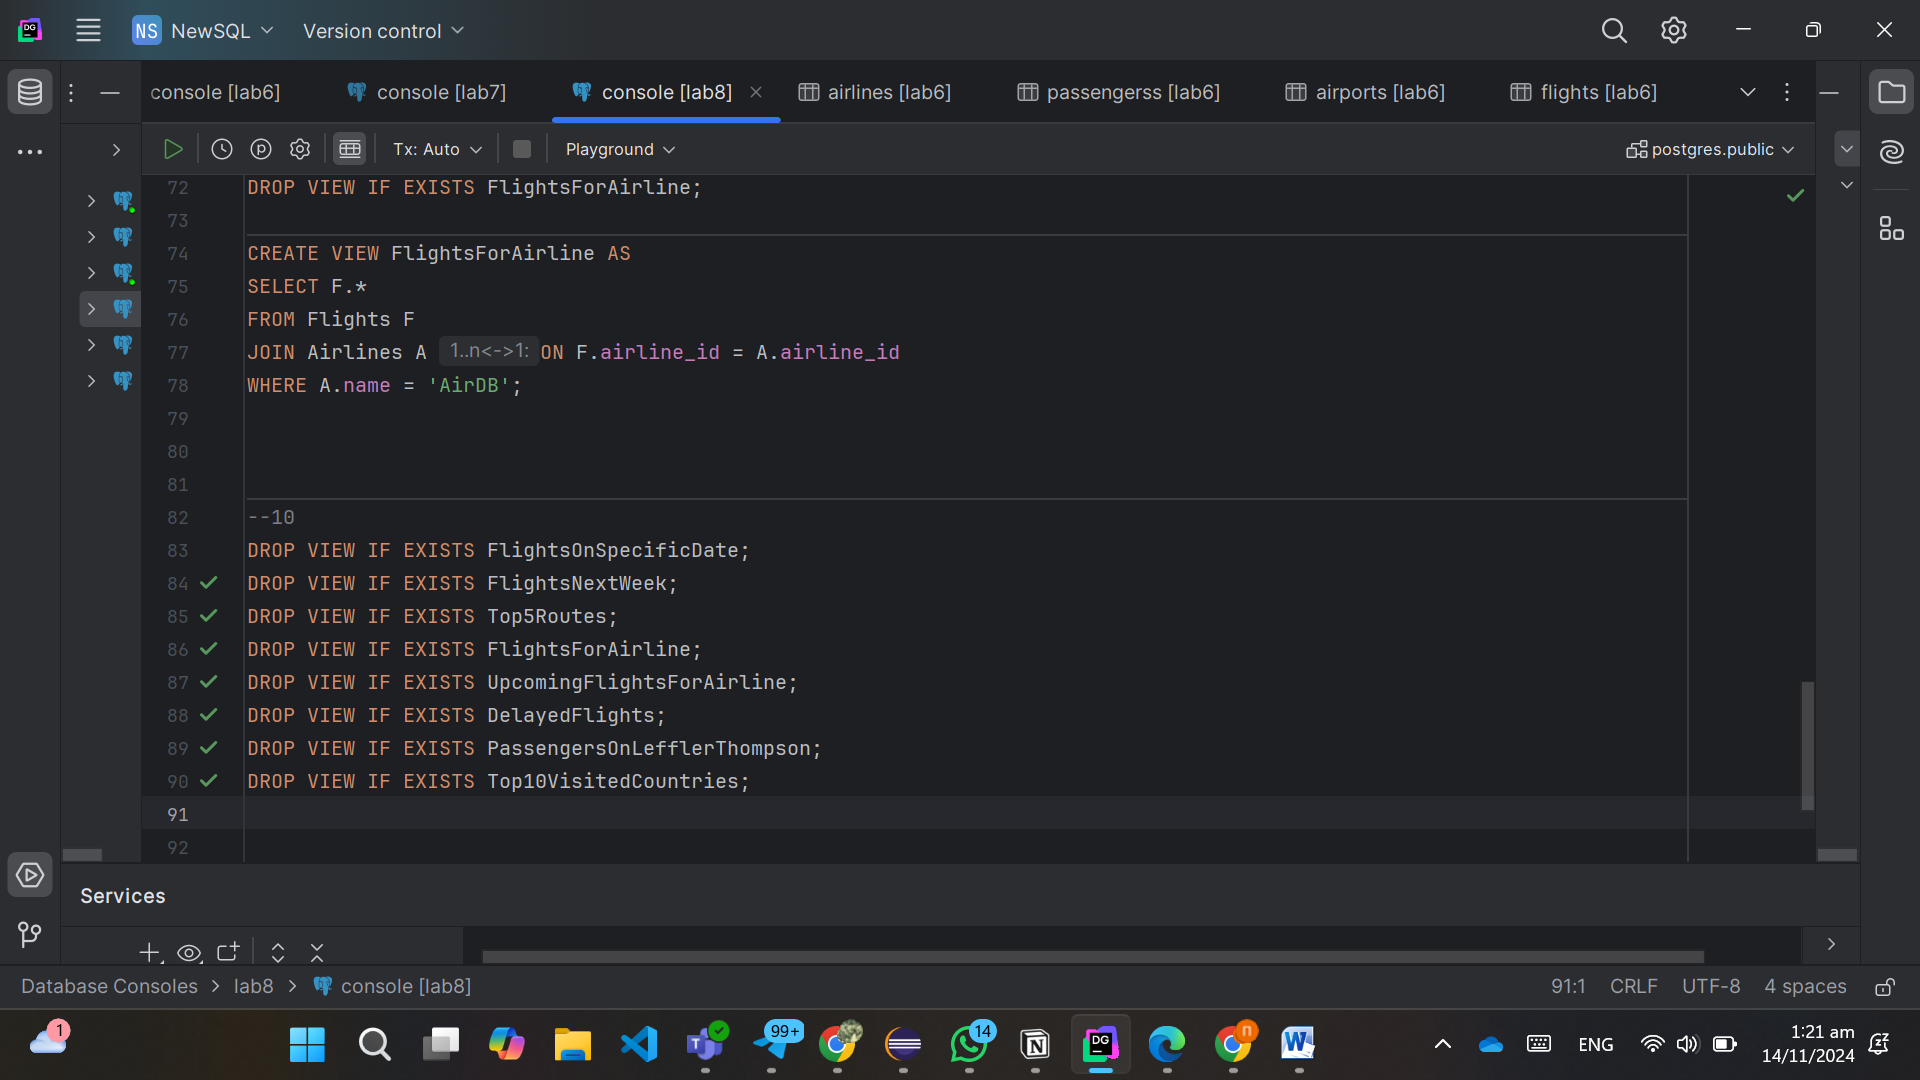 DG
NS NewSQL Version control
console [lab6] console [lab7] console [lab8] airlines [lab6] passengerss [lab6] airports [lab6] flights [lab6]
Tx: Auto Playground postgres.public
72 DROP VIEW IF EXISTS FlightsForAirline;
73
74 CREATE VIEW FlightsForAirline AS
75 SELECT F.*
76 FROM Flights F
77 JOIN Airlines A 1..n<->1: ON F.airline_id = A.airline_id
78 WHERE A.name = 'AirDB';
79
80
81
82 --10
83 DROP VIEW IF EXISTS FlightsOnSpecificDate;
84 DROP VIEW IF EXISTS FlightsNextWeek;
85 DROP VIEW IF EXISTS Top5Routes;
86 DROP VIEW IF EXISTS FlightsForAirline;
87 DROP VIEW IF EXISTS UpcomingFlightsForAirline;
88 DROP VIEW IF EXISTS DelayedFlights;
89 DROP VIEW IF EXISTS PassengersOnLefflerThompson;
90 DROP VIEW IF EXISTS Top10VisitedCountries;
91
92
Services
Database Consoles > lab8 > console [lab8] 91:1 CRLF UTF-8 4 spaces
1 99+ 14 DG n W ENG 1:21 am
14/11/2024